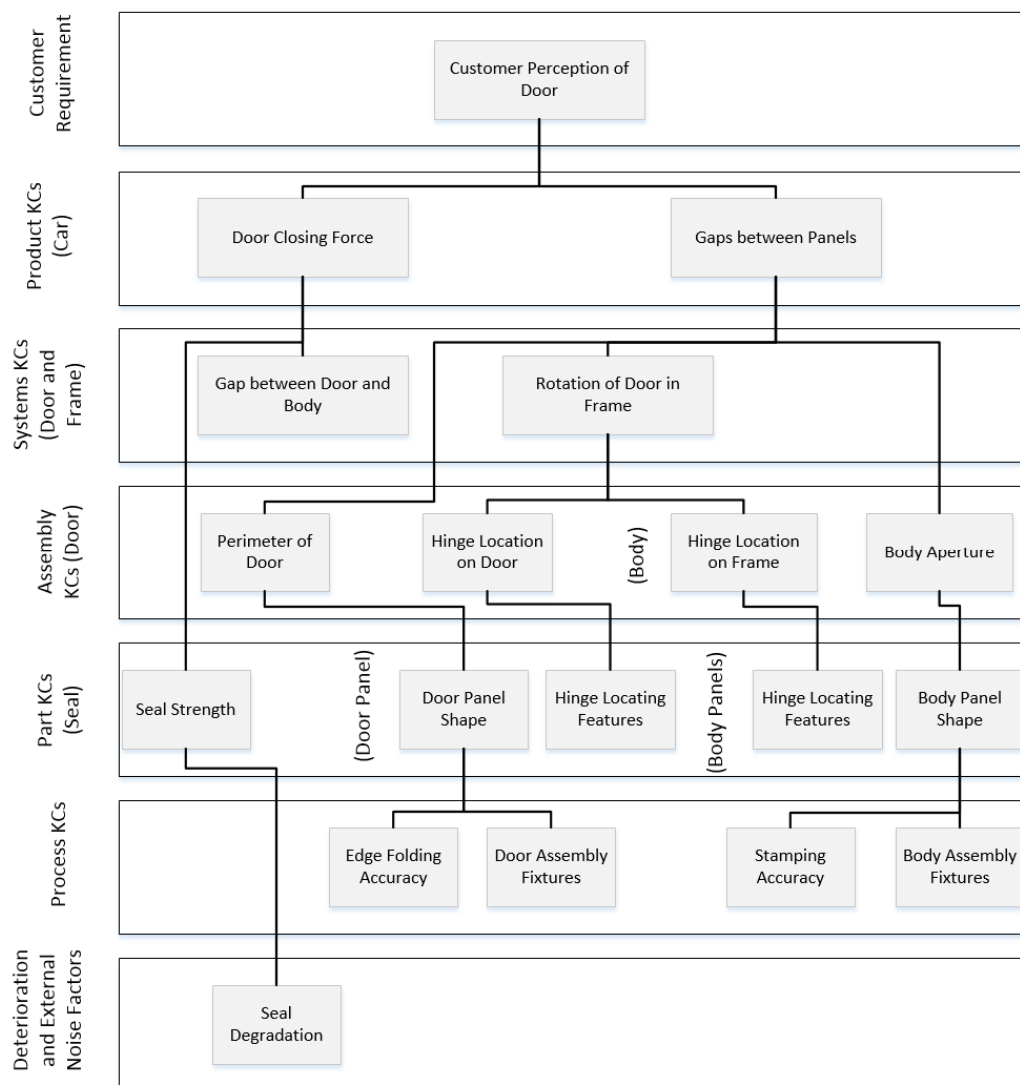 Customer
Requirement
Customer Perception of
Door
Product KCs
(Car)
Door Closing Force
Gaps between Panels
Systems KCs
(Door and
Frame)
Gap between Door and
Body
Rotation of Door in
Frame
Assembly
KCs (Door)
Perimeter of
Door
Hinge Location
on Door
(Body)
Hinge Location
on Frame
Body Aperture
Part KCs
(Seal)
Seal Strength
(Door Panel)
Door Panel
Shape
Hinge Locating
Features
(Body Panels)
Hinge Locating
Features
Body Panel
Shape
Process KCs
Edge Folding
Accuracy
Door Assembly
Fixtures
Stamping
Accuracy
Body Assembly
Fixtures
Deterioration
and External
Noise Factors
Seal
Degradation